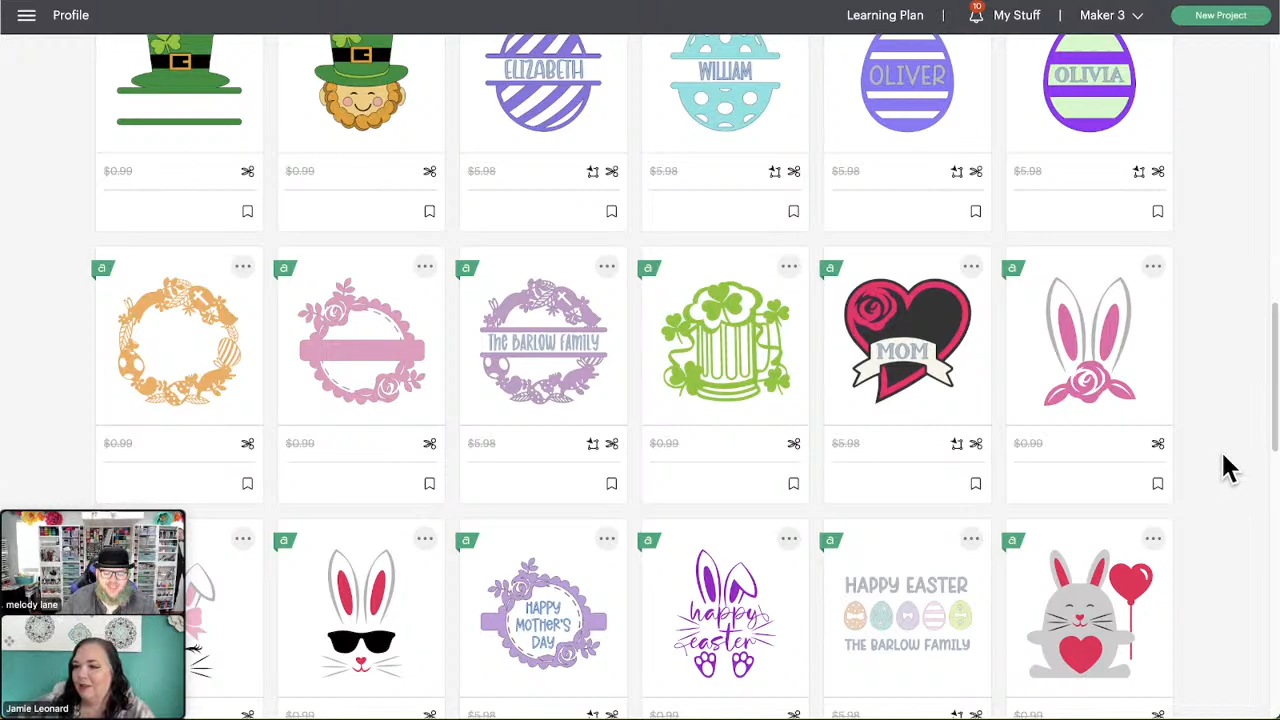 Profile
Learning Plan | 10 My Stuff | Maker 3 New Project
ELIZABETH
WILLIAM
OLIVER
OLIVIA
$0.99
$0.99
$5.98
$5.98
$5.98
$5.98
a
a
a
a
a
a
THE BARLOW FAMILY
MOM
$0.99
$0.99
$5.98
$0.99
$5.98
$0.99
a
a
a
a
a
HAPPY
MOTHER'S
DAY
happy
easter
HAPPY EASTER
THE BARLOW FAMILY
melody lane
Jamie Leonard